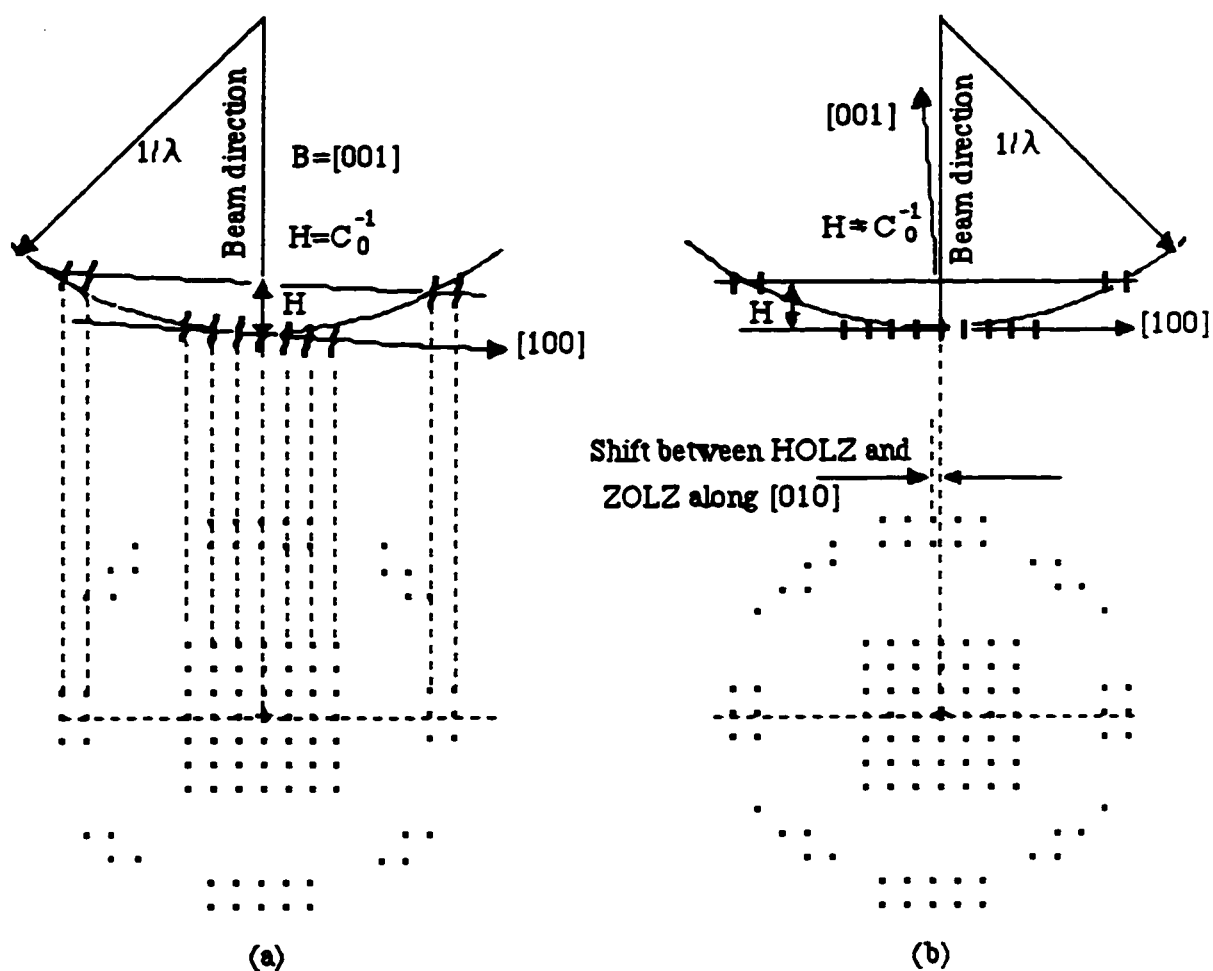 Beam direction
1/λ
B=[001]
H=C₀⁻¹
H
[100]
(a)
[001]
Beam direction
1/λ
H≠C₀⁻¹
H
[100]
Shift between HOLZ and
ZOLZ along [010]
(b)